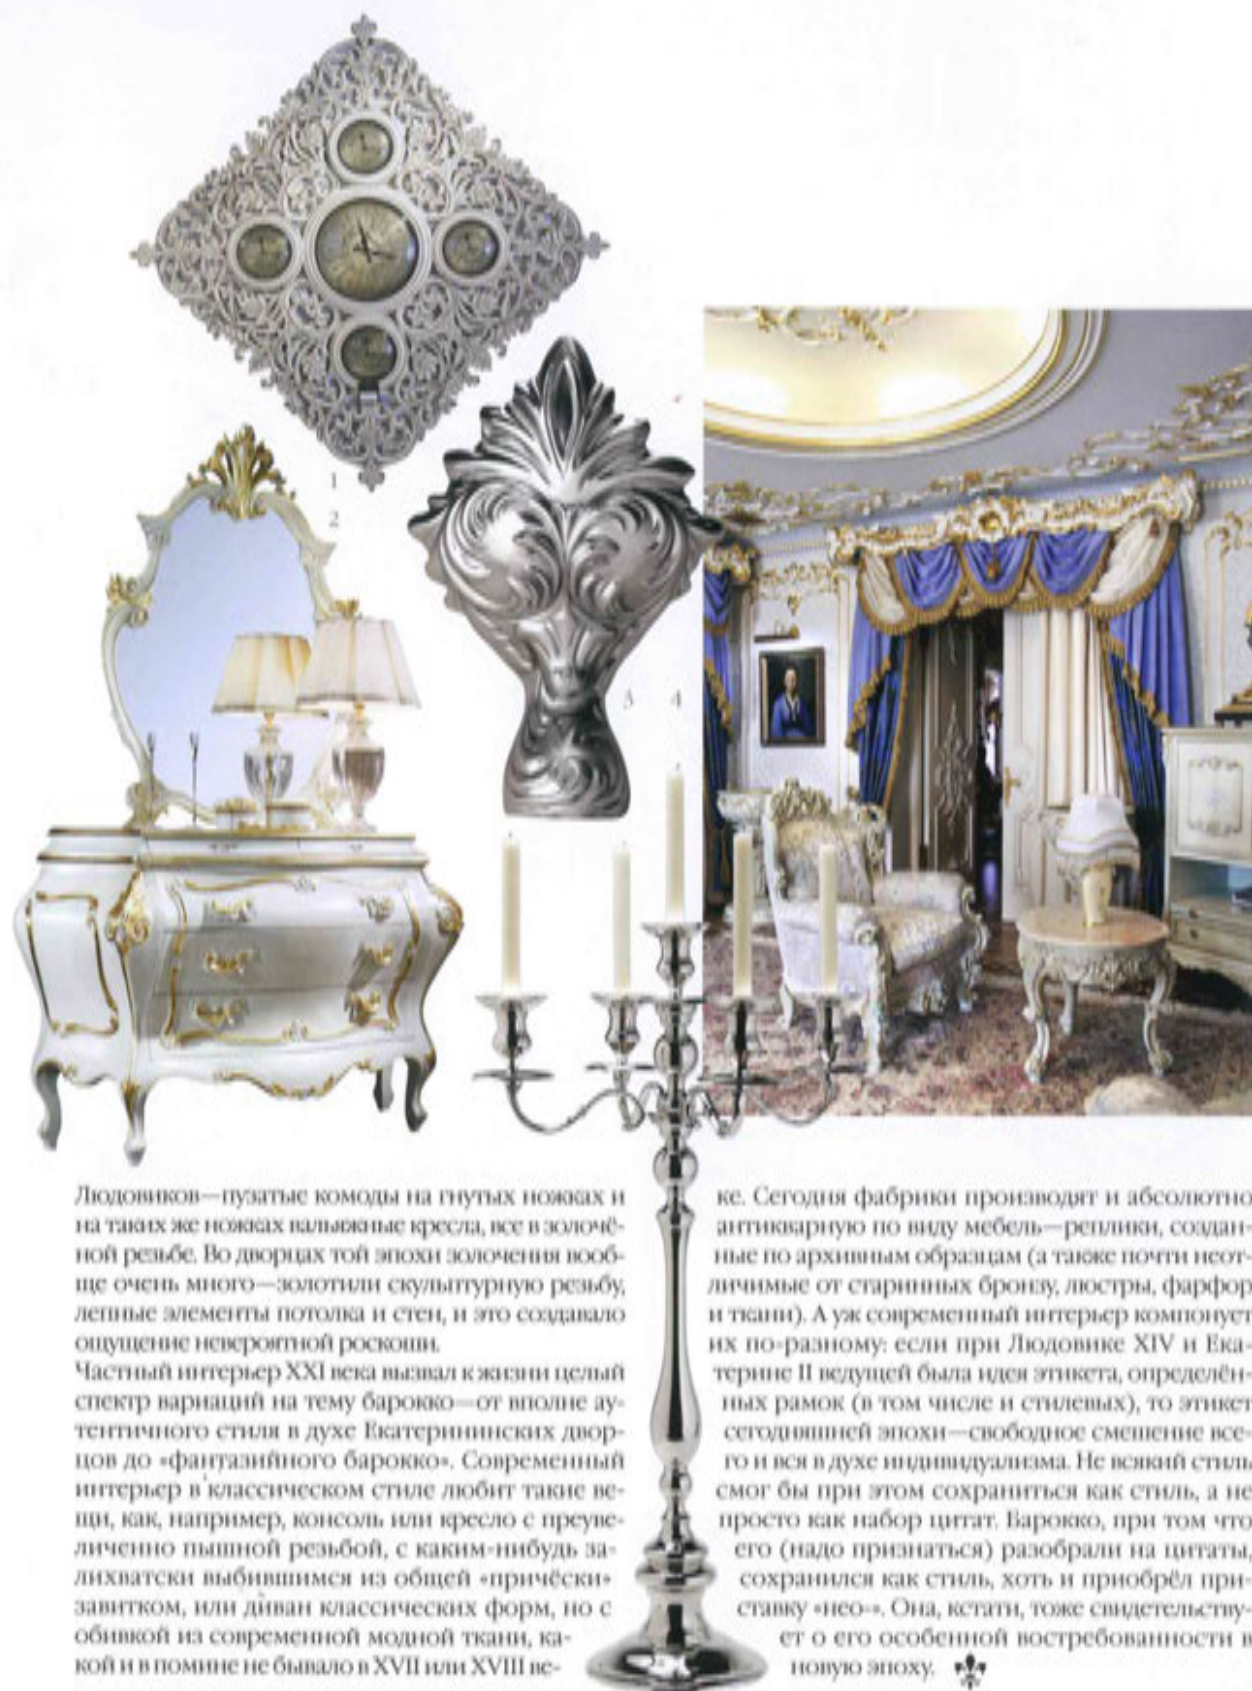 1
2
3 4
Людовиков—пузатые комоды на гнутых ножках и
на таких же ножках вальяжные кресла, все в золочё-
ной резьбе. Во дворцах той эпохи золочения вооб-
ще очень много—золотили скульптурную резьбу,
лепные элементы потолка и стен, и это создавало
ощущение невероятной роскоши.
Частный интерьер XXI века вызвал к жизни целый
спектр вариаций на тему барокко—от вполне ау-
тентичного стиля в духе Екатерининских двор-
цов до «фантазийного барокко». Современный
интерьер в классическом стиле любит такие ве-
щи, как, например, консоль или кресло с преуве-
личенно пышной резьбой, с каким-нибудь за-
лихватски выбившимся из общей «причёски»
завитком, или диван классических форм, но с
обивкой из современной модной ткани, ка-
кой и в помине не бывало в XVII или XVIII ве-
ке. Сегодня фабрики производят и абсолютно
антикварную по виду мебель—реплики, создан-
ные по архивным образцам (а также почти неот-
личимые от старинных бронзу, люстры, фарфор
и ткани). А уж современный интерьер компонует
их по-разному: если при Людовике XIV и Ека-
терине II ведущей была идея этикета, определён-
ных рамок (в том числе и стилевых), то этикет
сегодняшней эпохи—свободное смешение все-
го и вся в духе индивидуализма. Не всякий стиль
смог бы при этом сохраниться как стиль, а не
просто как набор цитат. Барокко, при том что
его (надо признаться) разобрали на цитаты,
сохранился как стиль, хоть и приобрёл при-
ставку «нео-». Она, кстати, тоже свидетельству-
ет о его особенной востребованности в
новую эпоху.